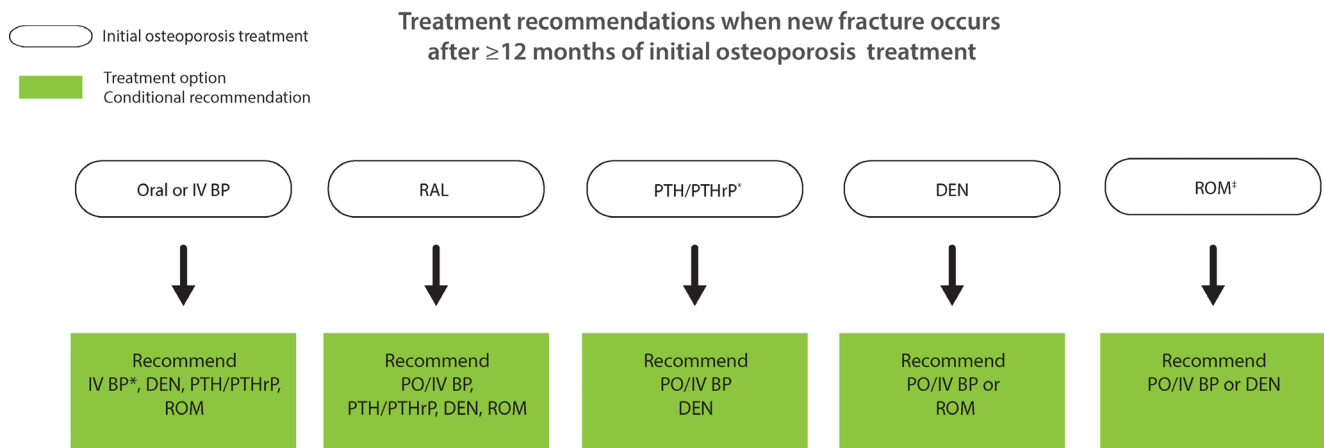 Treatment recommendations when new fracture occurs
after ≥12 months of initial osteoporosis treatment
Initial osteoporosis treatment
Treatment option
Conditional recommendation
Oral or IV BP
RAL
PTH/PTHrP*
DEN
ROM‡
Recommend
IV BP*, DEN, PTH/PTHrP,
ROM
Recommend
PO/IV BP,
PTH/PTHrP, DEN, ROM
Recommend
PO/IV BP
DEN
Recommend
PO/IV BP or
ROM
Recommend
PO/IV BP or DEN